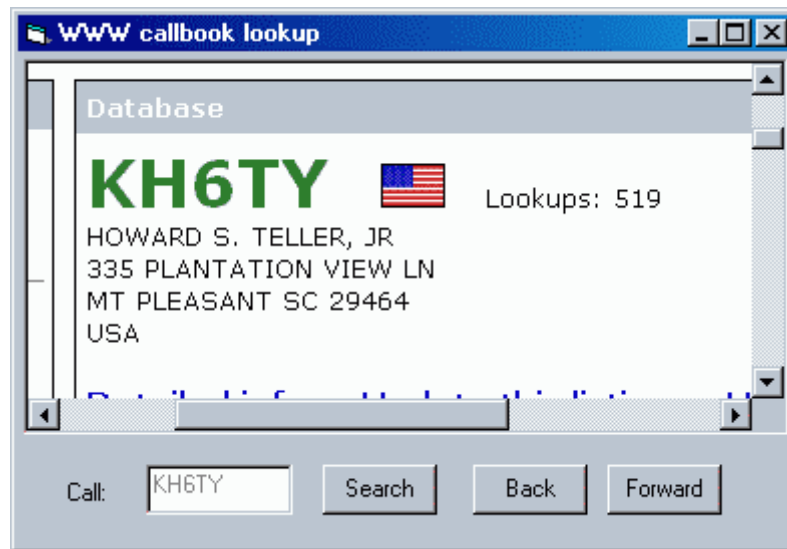 WWW callbook lookup
Database
KH6TY Lookups: 519
HOWARD S. TELLER, JR
335 PLANTATION VIEW LN
MT PLEASANT SC 29464
USA
Call: KH6TY Search Back Forward